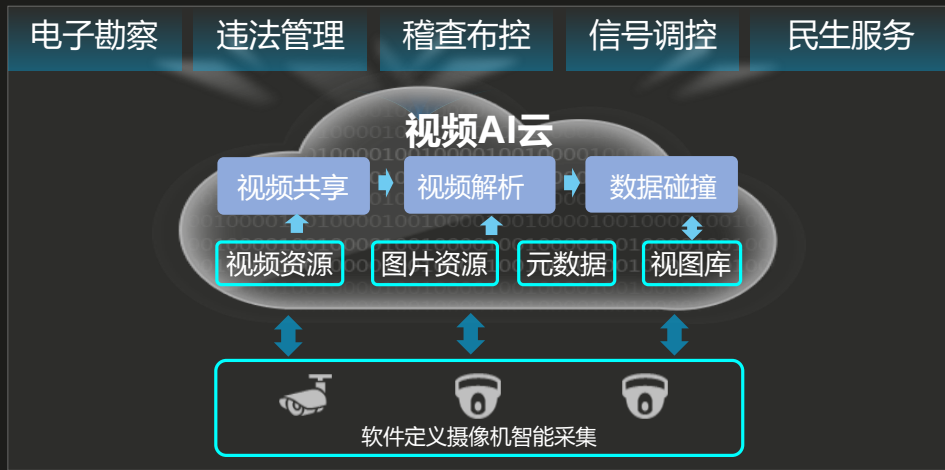 电子勘察
违法管理
稽查布控
信号调控
民生服务
视频AI云
视频共享
视频解析
数据碰撞
视频资源
图片资源
元数据
视图库
软件定义摄像机智能采集